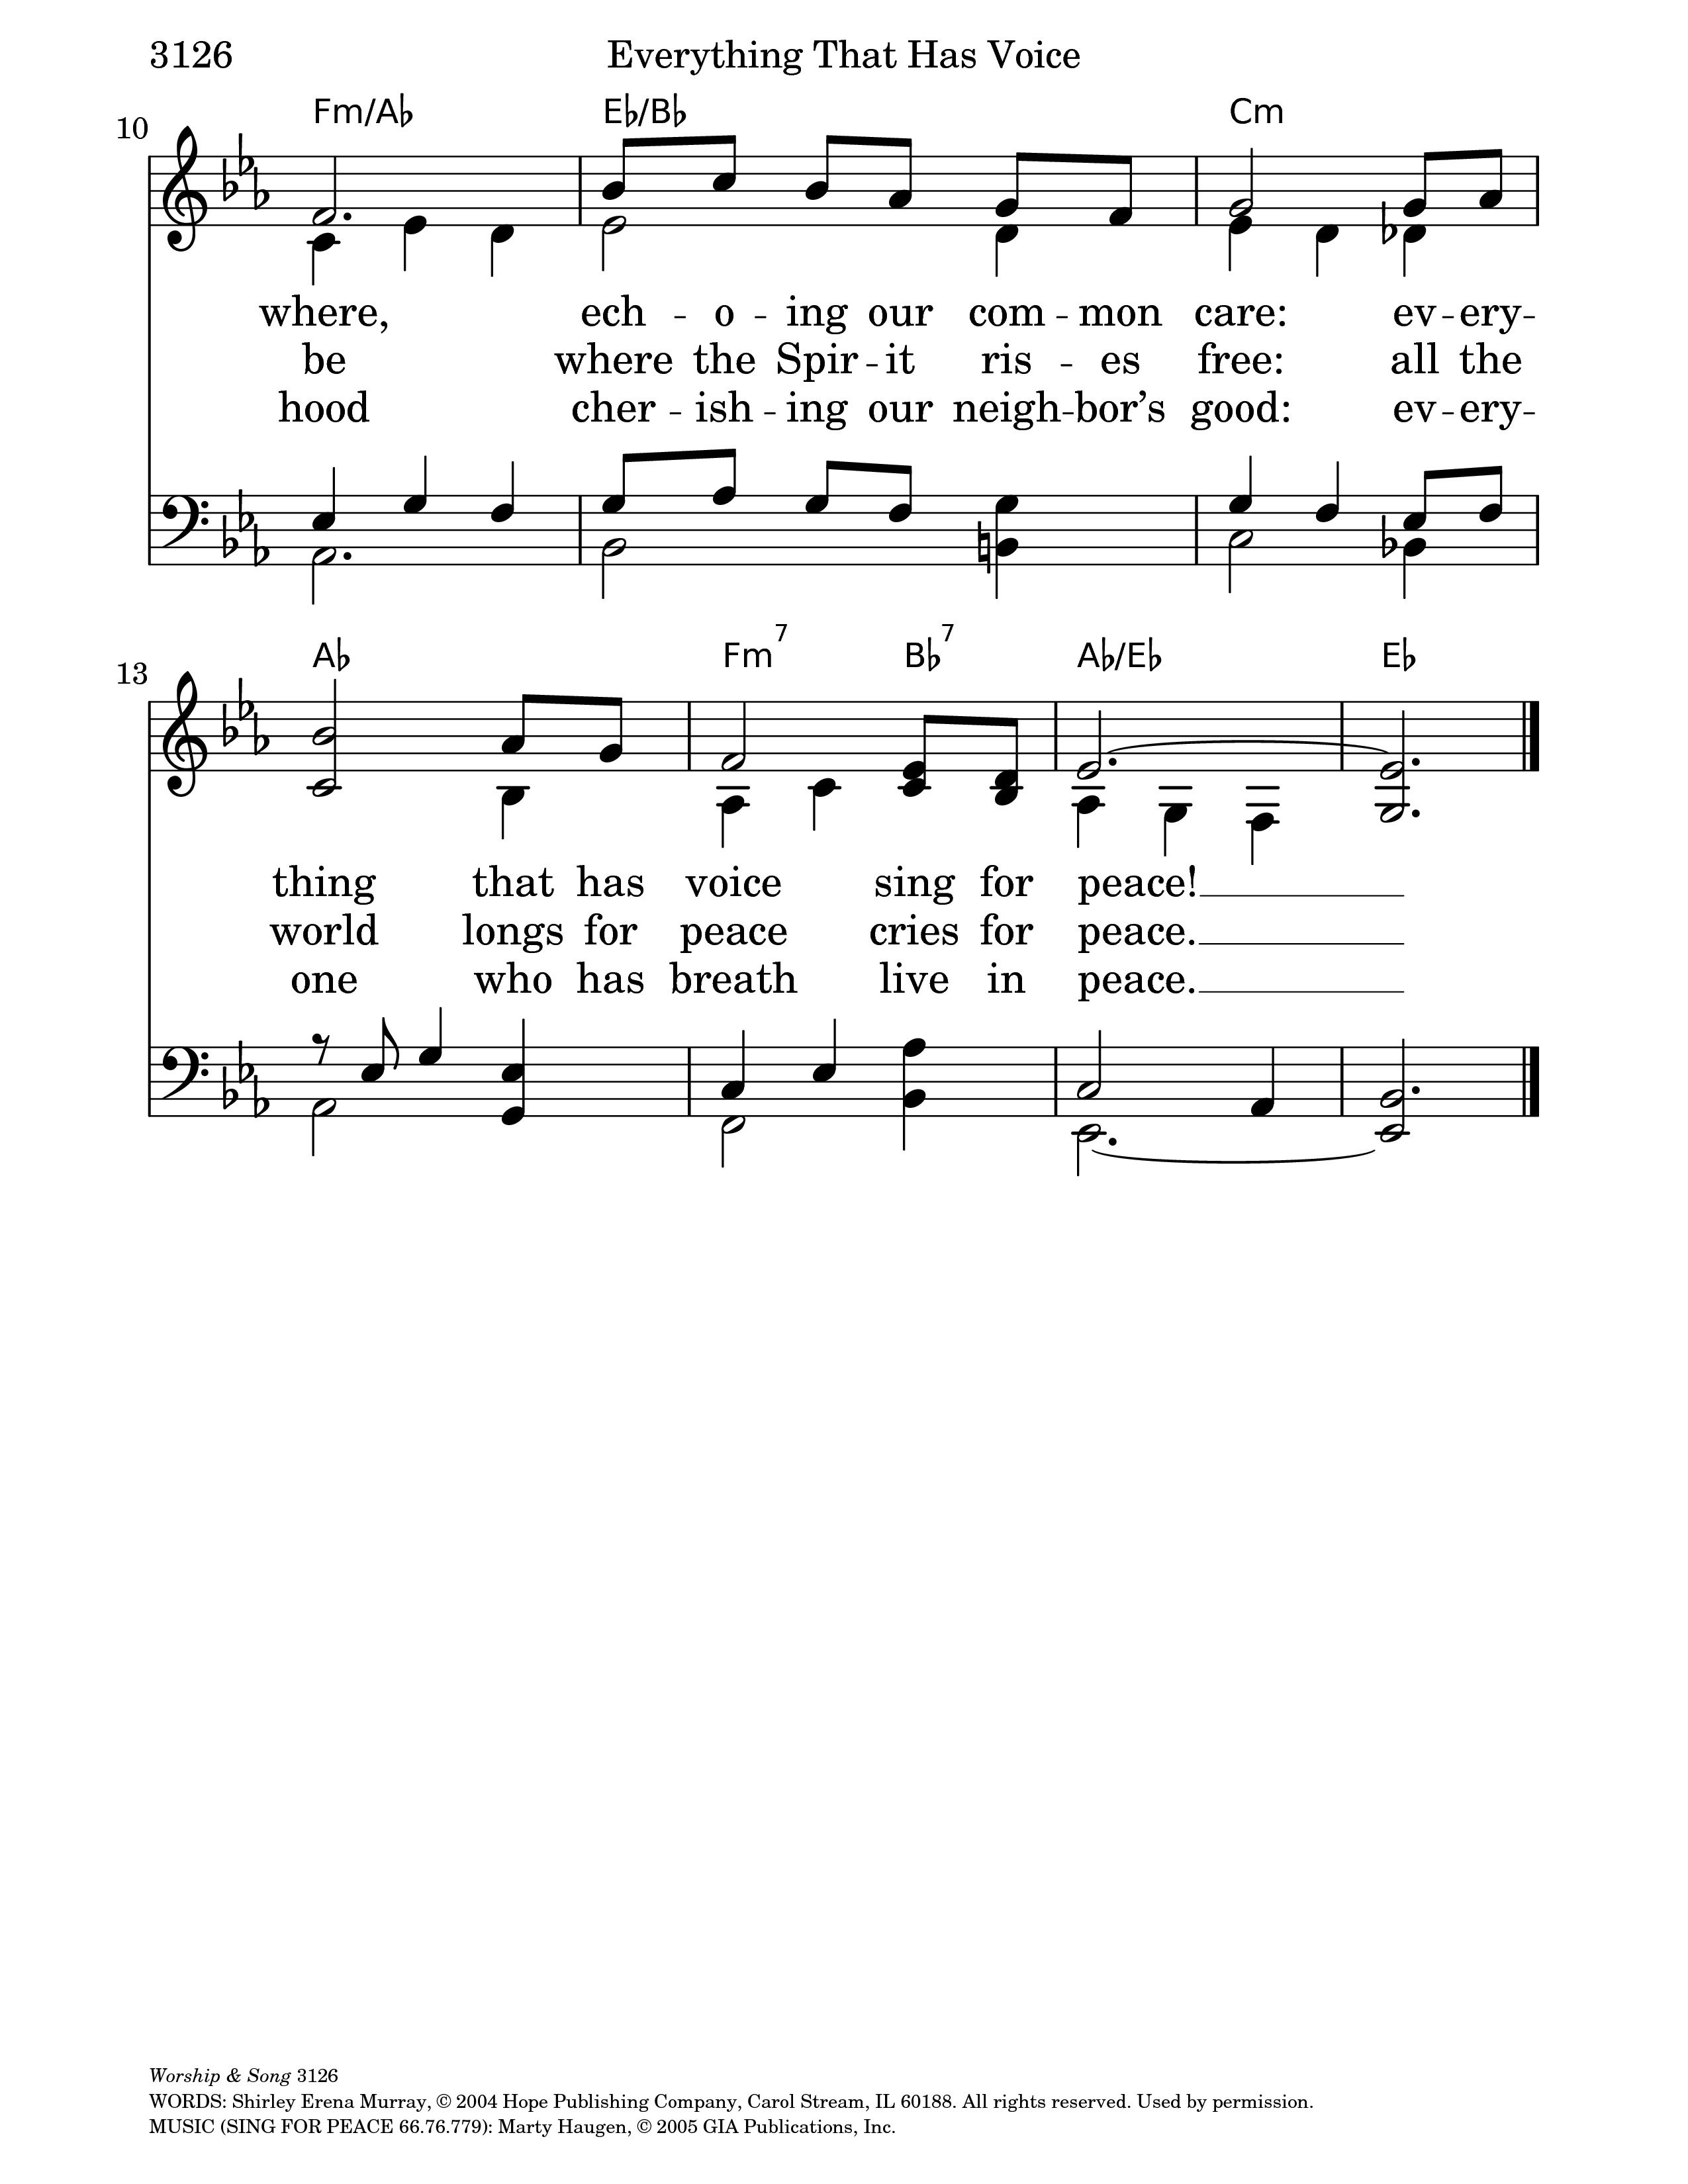 3126 Everything That Has Voice
Fm/A♭ E♭/B♭ Cm
10
where, ech - o - ing our com - mon care: ev - ery -
be where the Spir - it ris - es free: all the
hood cher - ish - ing our neigh - bor’s good: ev - ery -
A♭ Fm7 B♭7 A♭/E♭ E♭
13
thing that has voice sing for peace! __
world longs for peace cries for peace. __
one who has breath live in peace. __
Worship & Song 3126
WORDS: Shirley Erena Murray, © 2004 Hope Publishing Company, Carol Stream, IL 60188. All rights reserved. Used by permission.
MUSIC (SING FOR PEACE 66.76.779): Marty Haugen, © 2005 GIA Publications, Inc.